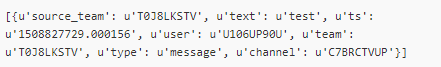 [{u'source_team': u'T0J8LKSTV', u'text': u'test', u'ts':
u'1508827729.000156', u'user': u'U106UP90U', u'team':
u'T0J8LKSTV', u'type': u'message', u'channel': u'C7BRCTVUP'}]